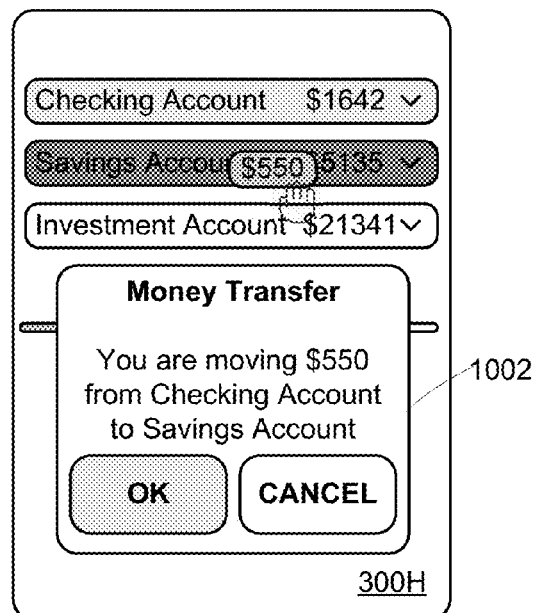 Checking Account $1642
Savings Accou $550 $5135
Investment Account $21341
Money Transfer
You are moving $550
from Checking Account
to Savings Account
OK CANCEL
1002
300H